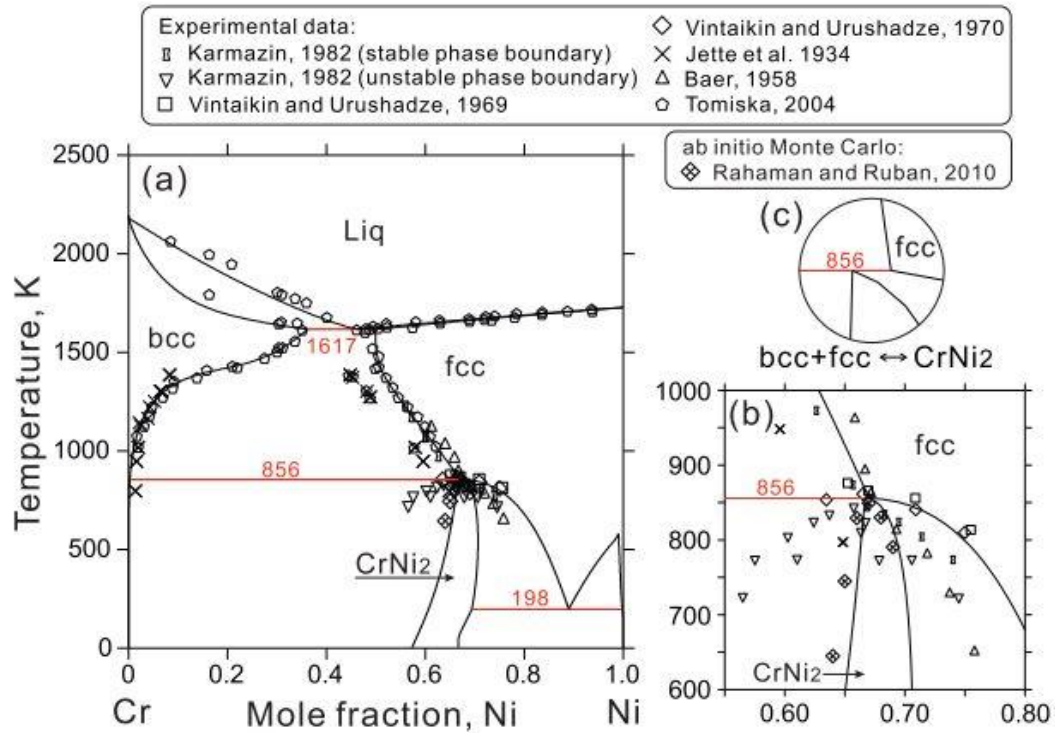 Experimental data:
Karmazin, 1982 (stable phase boundary)
Karmazin, 1982 (unstable phase boundary)
Vintaikin and Urushadze, 1969
Vintaikin and Urushadze, 1970
Jette et al. 1934
Baer, 1958
Tomiska, 2004
ab initio Monte Carlo:
Rahaman and Ruban, 2010
(a)
2500
2000
1500
1000
500
0
Temperature, K
Liq
bcc
fcc
1617
856
CrNi2
198
0
0.2
0.4
0.6
0.8
1.0
Cr
Mole fraction, Ni
Ni
(c)
fcc
856
bcc+fcc ↔ CrNi2
(b)
1000
900
800
700
600
fcc
856
CrNi2
0.60
0.70
0.80